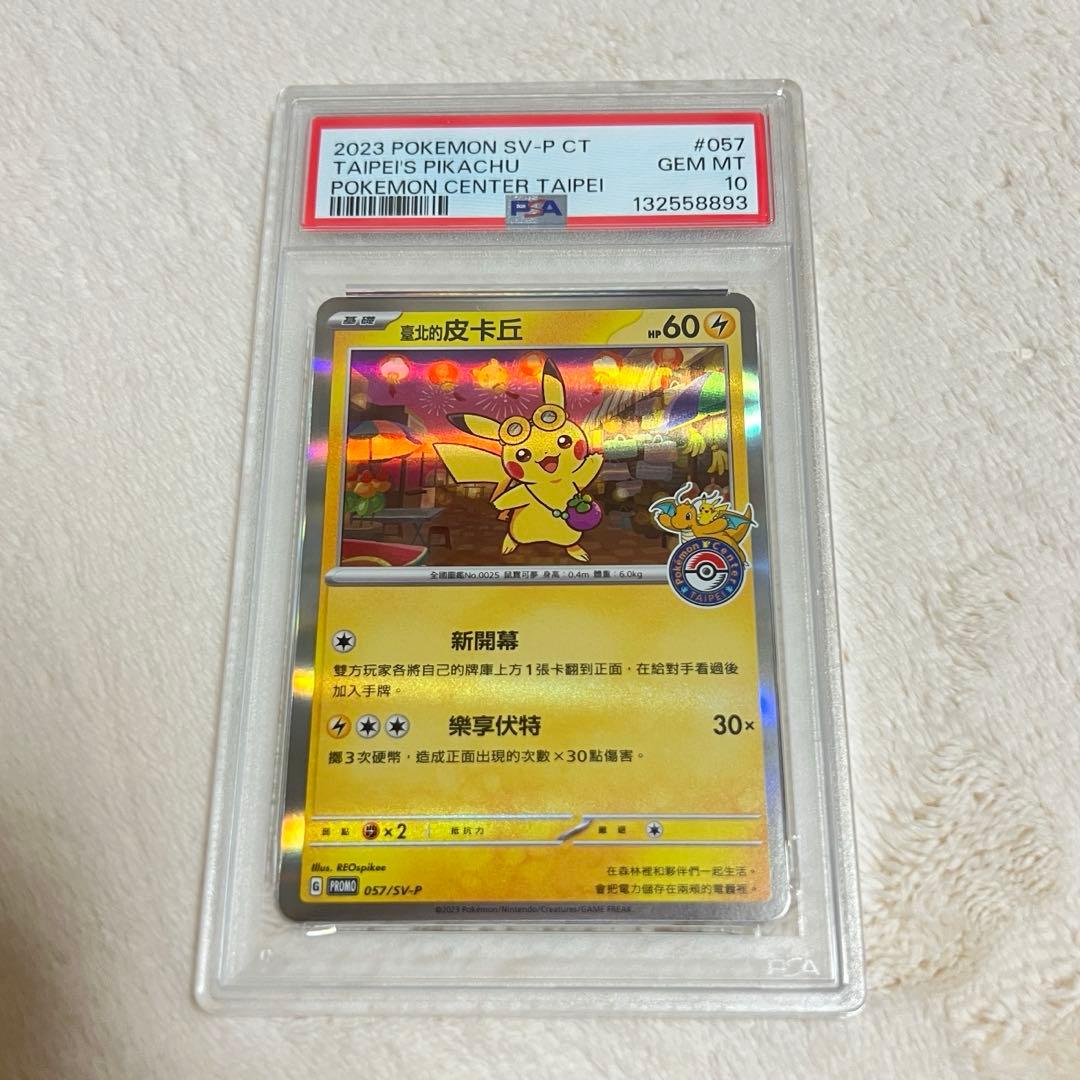 2023 POKEMON SV-P CT #057
TAIPEI'S PIKACHU GEM MT
POKEMON CENTER TAIPEI 10
PSA 132558893
基礎 臺北的皮卡丘 HP60
全國圖鑑No.0025 鼠寶可夢 身高:0.4m 體重:6.0kg
Pokémon Center
TAIPEI
新開幕
雙方玩家各將自己的牌庫上方1張卡翻到正面,在給對手看過後
加入手牌。
樂享伏特 30×
擲3次硬幣,造成正面出現的次數×30點傷害。
弱點 ×2 抵抗力 撤退
Illus. REOspikee
在森林裡和夥伴們一起生活。
G PROMO 057/SV-P
會把電力儲存在兩頰的電囊裡。
©2023 Pokémon/Nintendo/Creatures/GAME FREAK.
PSA